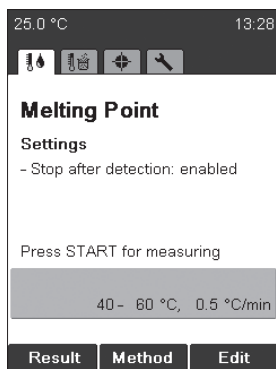 25.0 °C 13:28
Melting Point
Settings
- Stop after detection: enabled
Press START for measuring
40 - 60 °C, 0.5 °C/min
Result Method Edit